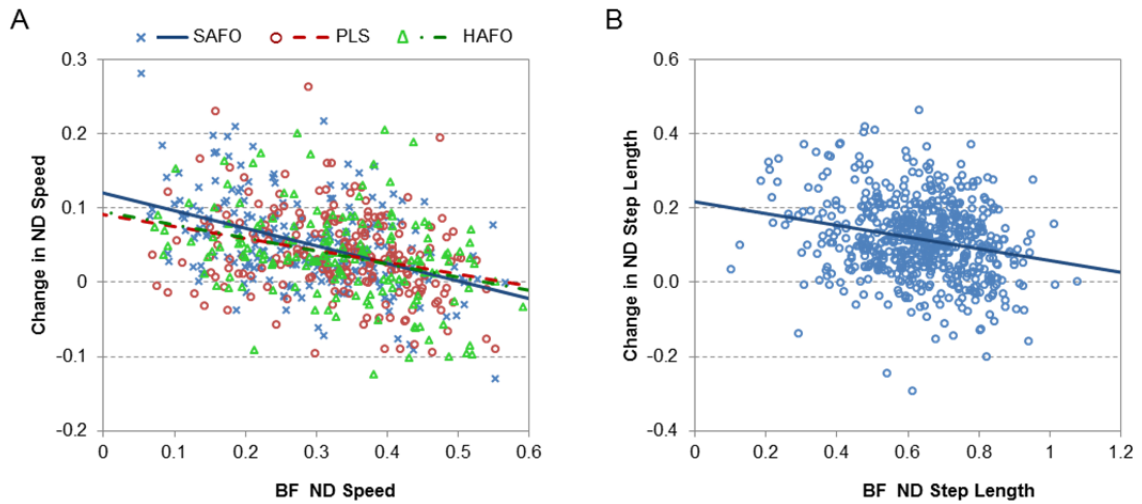 A
SAFO PLS HAFO
Change in ND Speed
0.3
0.2
0.1
0
-0.1
-0.2
0 0.1 0.2 0.3 0.4 0.5 0.6
BF ND Speed
B
Change in ND Step Length
0.6
0.4
0.2
0.0
-0.2
-0.4
0 0.2 0.4 0.6 0.8 1 1.2
BF ND Step Length